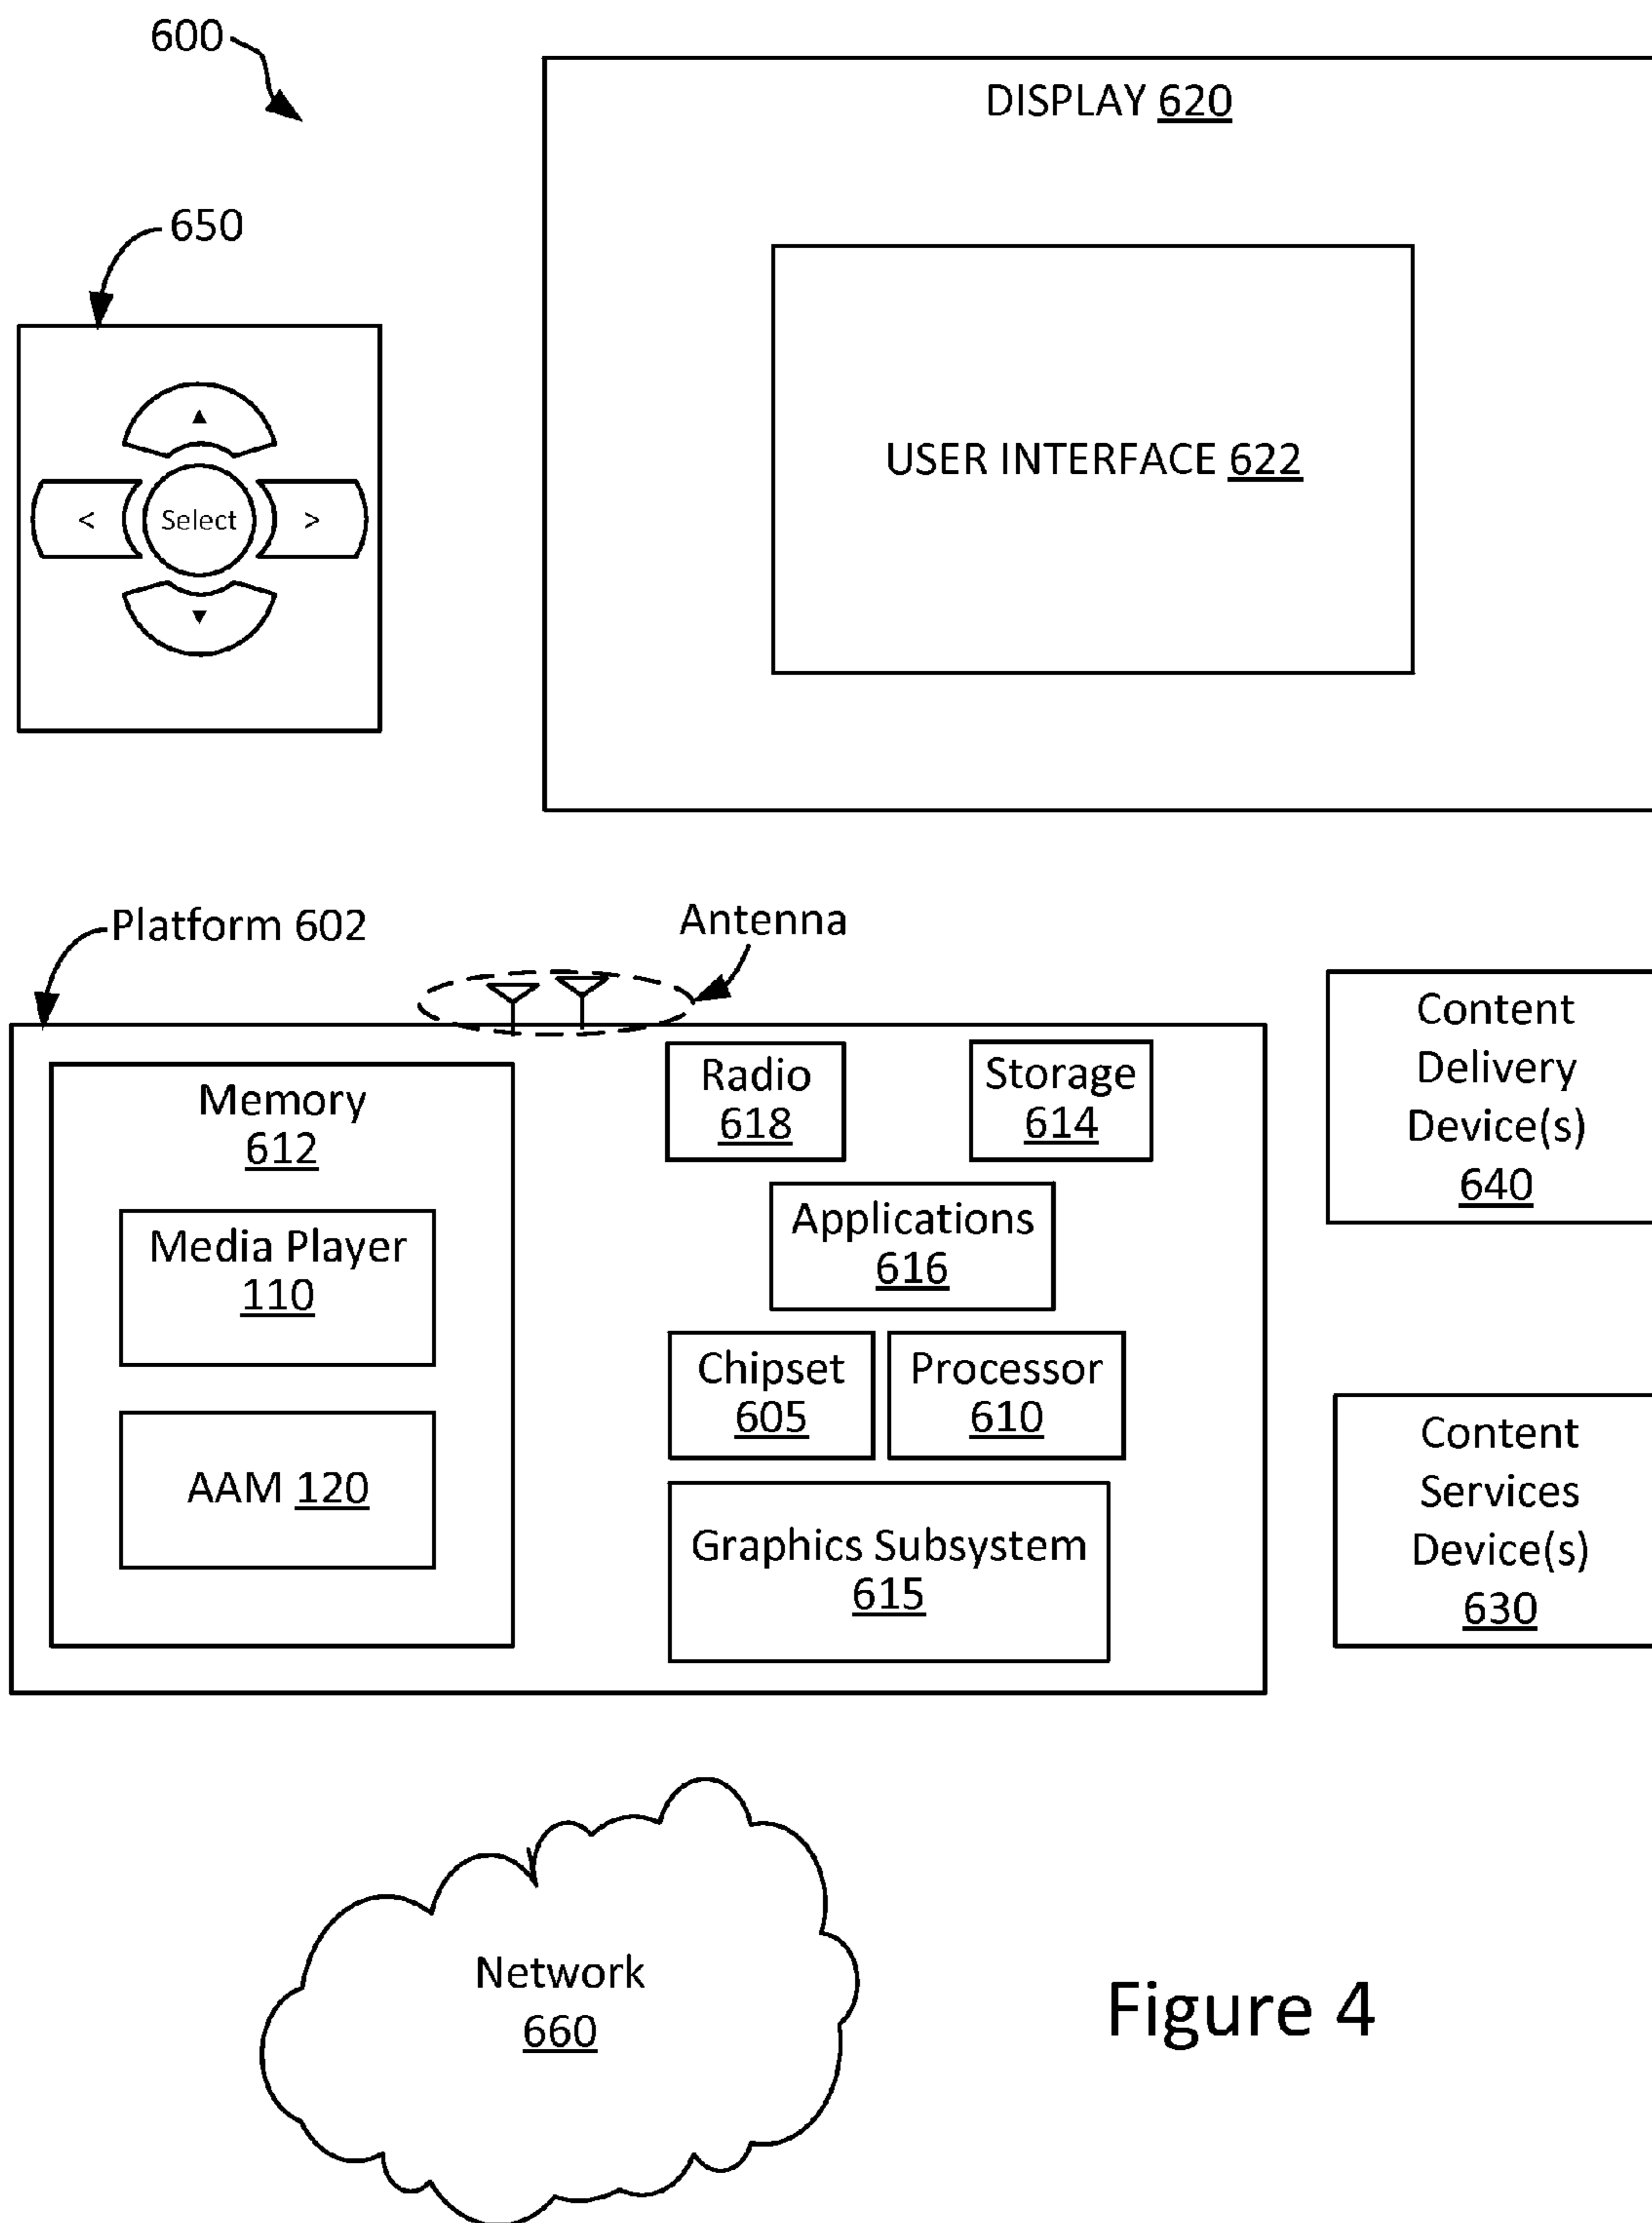 600
DISPLAY 620
650
▲
< Select >
▼
USER INTERFACE 622
Platform 602
Antenna
Memory
612
Media Player
110
AAM 120
Radio
618
Storage
614
Applications
616
Chipset
605
Processor
610
Graphics Subsystem
615
Content
Delivery
Device(s)
640
Content
Services
Device(s)
630
Network
660
Figure 4